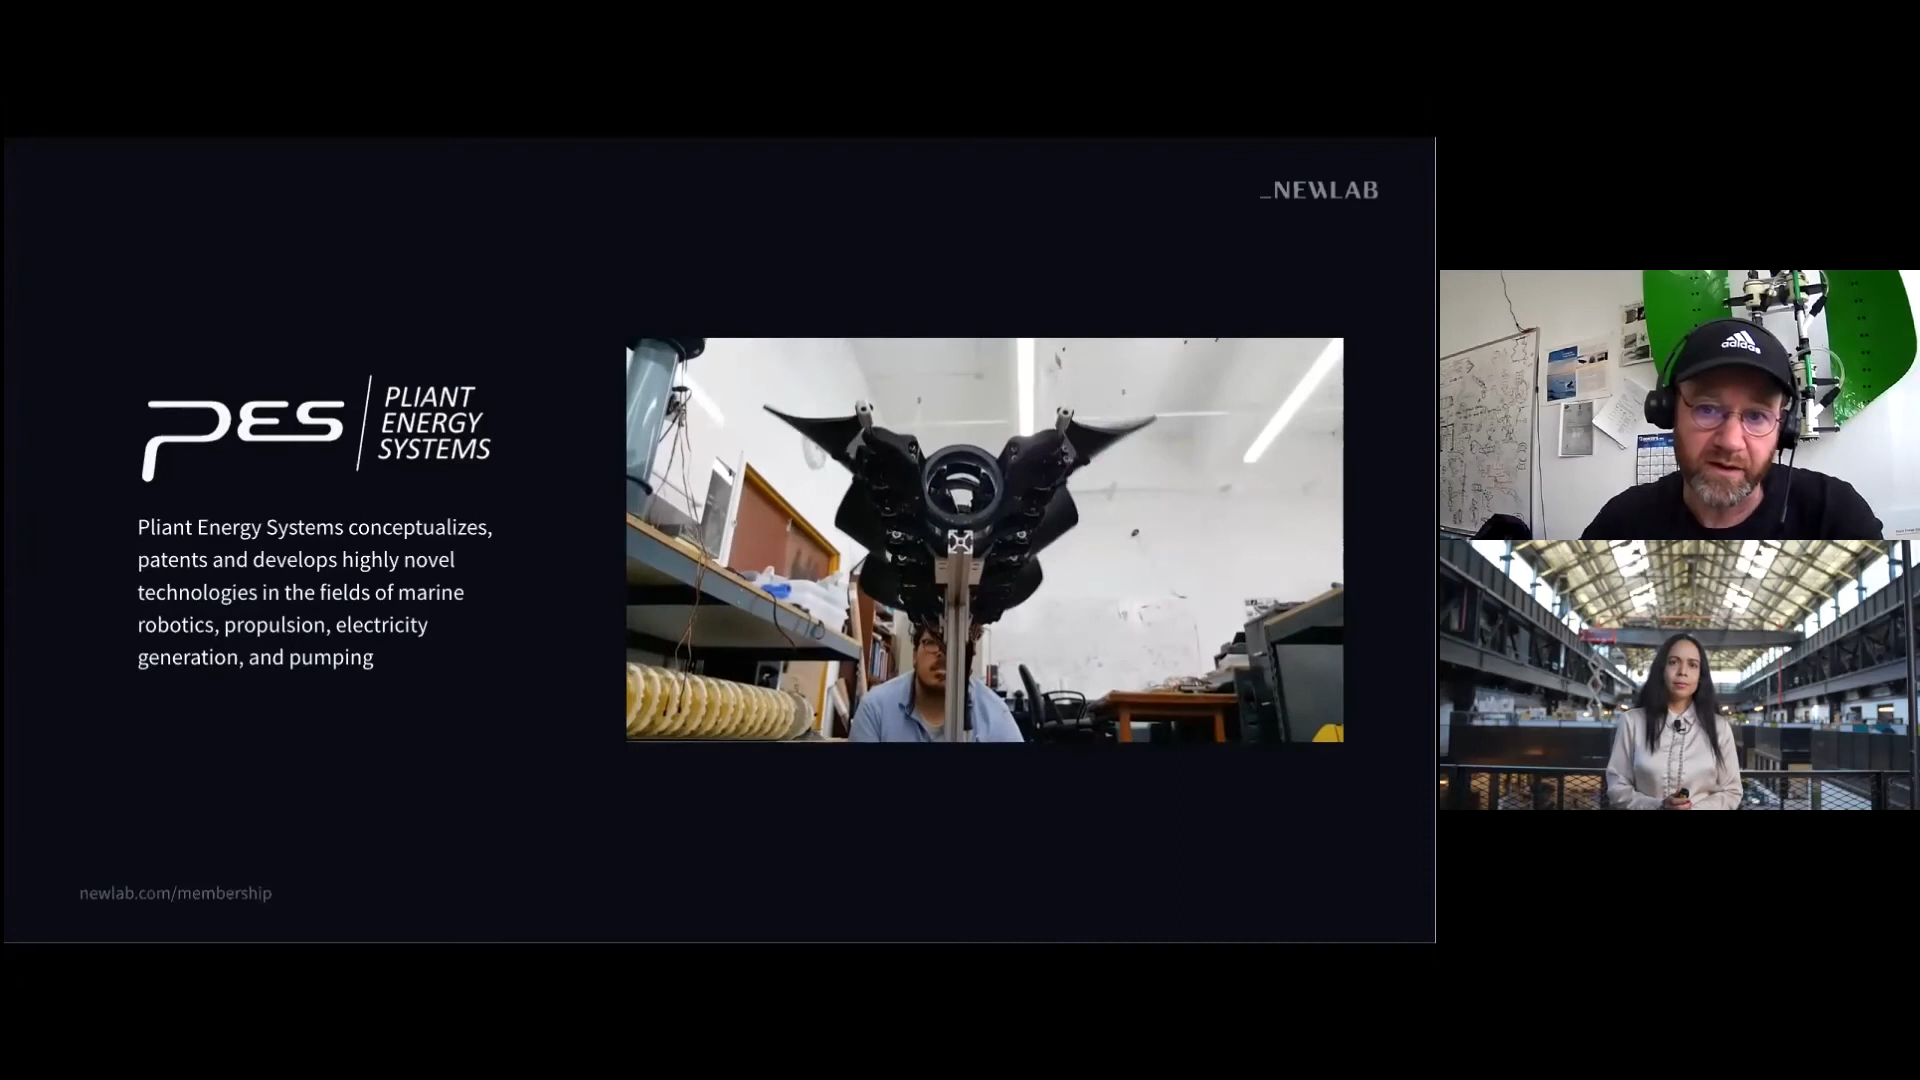 _NEWLAB
PES
PLIANT
ENERGY
SYSTEMS
Pliant Energy Systems conceptualizes,
patents and develops highly novel
technologies in the fields of marine
robotics, propulsion, electricity
generation, and pumping
newlab.com/membership
adidas